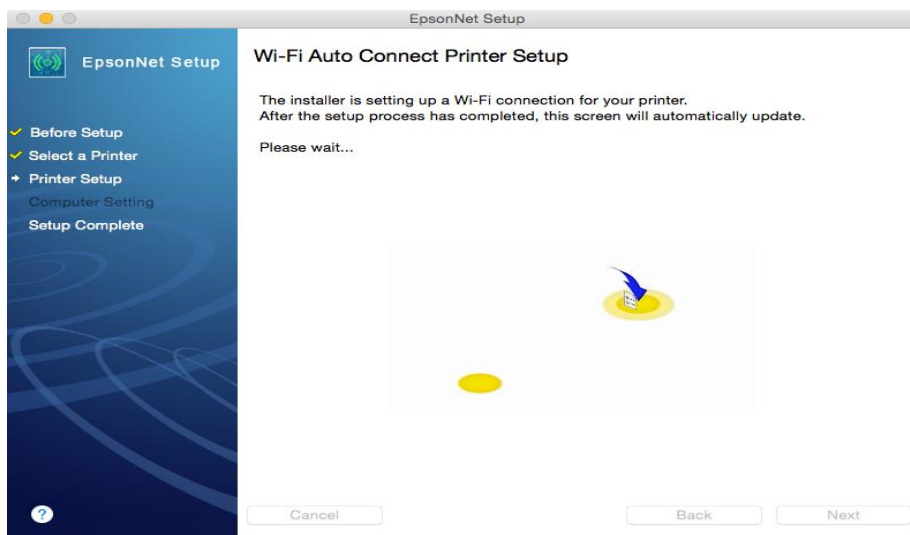 EpsonNet Setup
EpsonNet Setup
Before Setup
Select a Printer
Printer Setup
Computer Setting
Setup Complete
?
Wi-Fi Auto Connect Printer Setup
The installer is setting up a Wi-Fi connection for your printer.
After the setup process has completed, this screen will automatically update.
Please wait...
Cancel
Back
Next